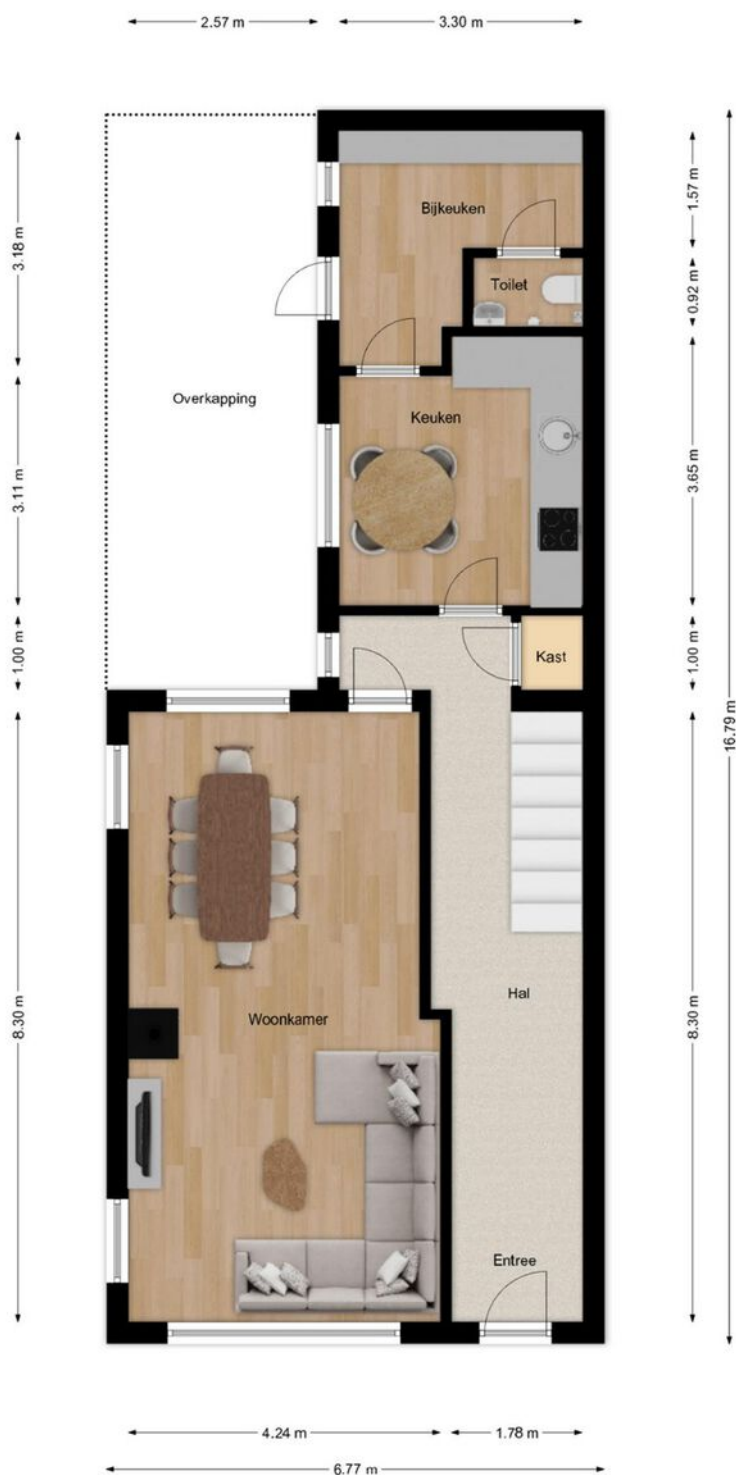 2.57 m
3.30 m
Bijkeuken
1.57 m
3.18 m
Toilet
0.92 m
Overkapping
Keuken
3.11 m
3.65 m
1.00 m
Kast
1.00 m
16.79 m
8.30 m
Hal
8.30 m
Woonkamer
Entree
4.24 m
1.78 m
6.77 m